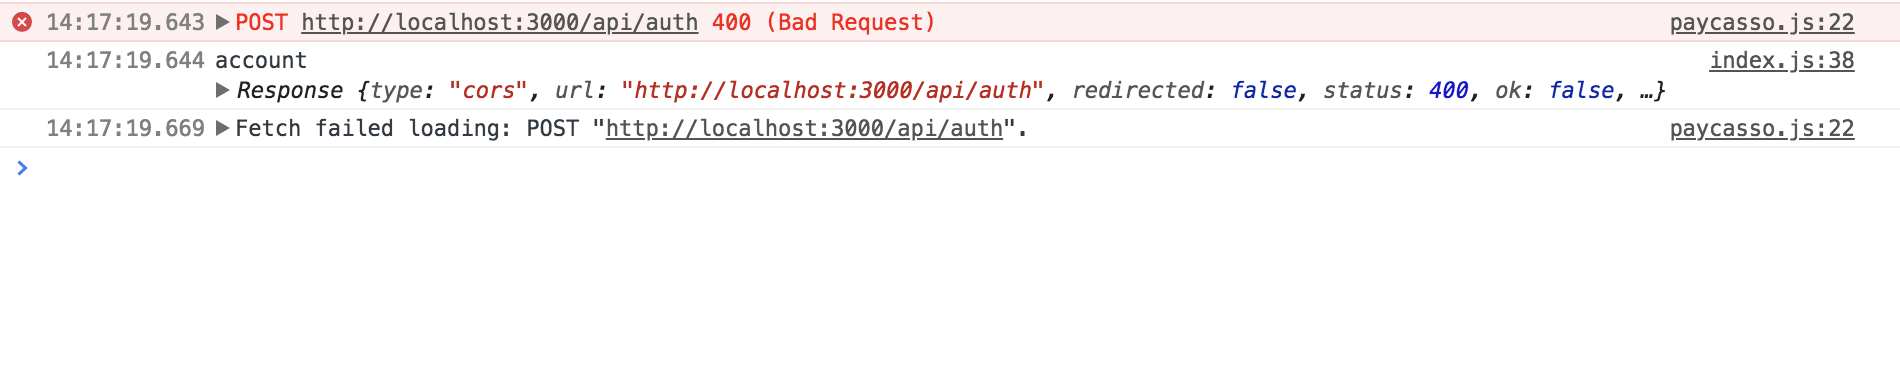 14:17:19.643 ▶POST http://localhost:3000/api/auth 400 (Bad Request) paycasso.js:22
14:17:19.644 account index.js:38
▶Response {type: "cors", url: "http://localhost:3000/api/auth", redirected: false, status: 400, ok: false, …}
14:17:19.669 ▶Fetch failed loading: POST "http://localhost:3000/api/auth". paycasso.js:22